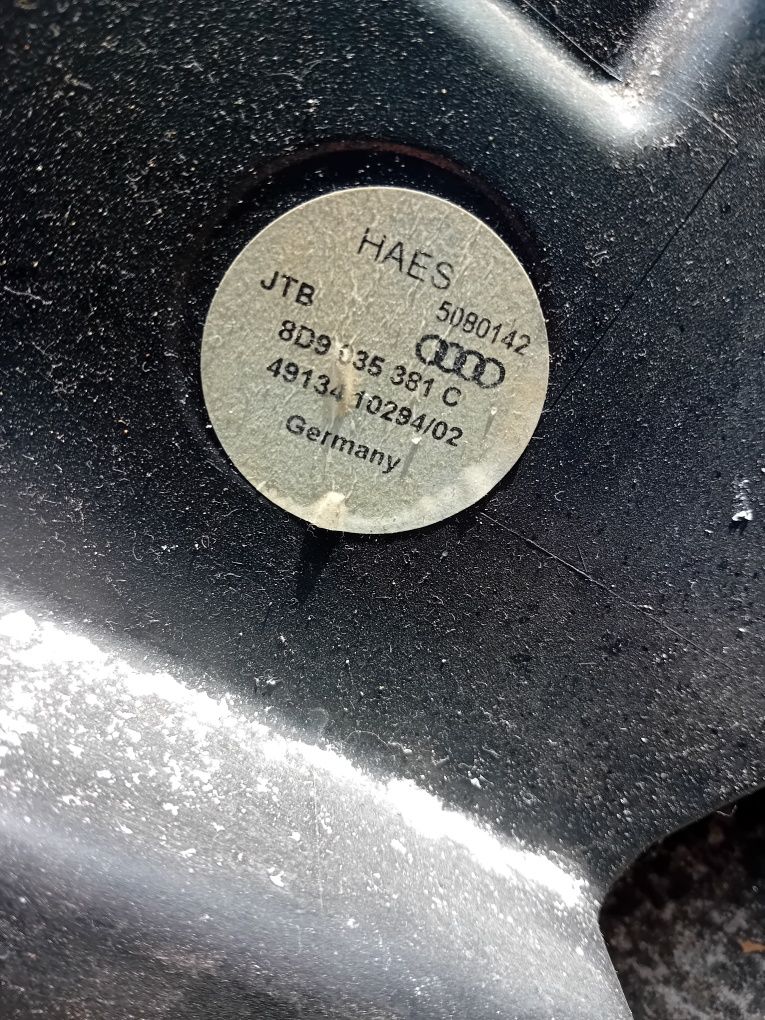 HAES
JTB 5080142
8D9 035 381 C
49134 10294/02
Germany